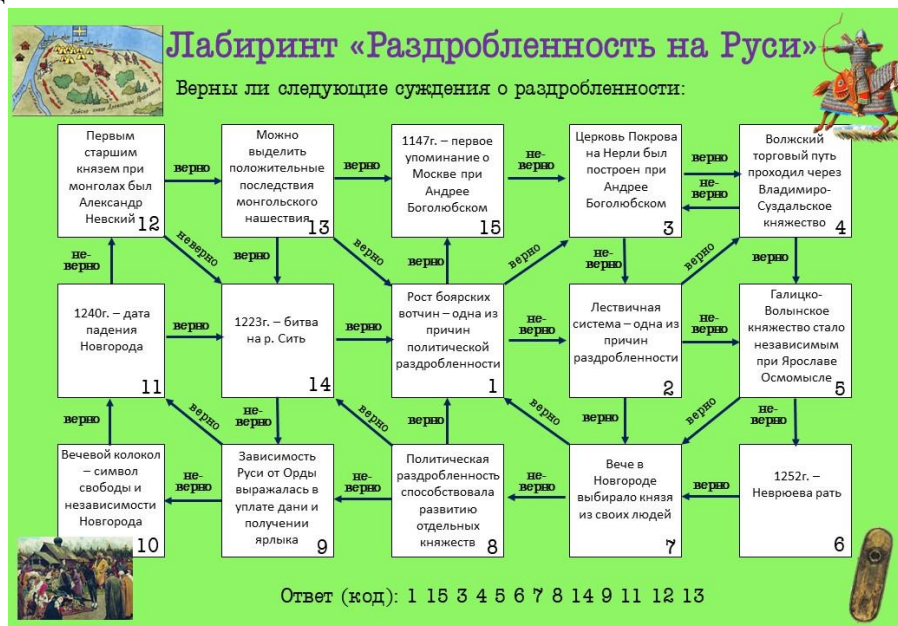 Лабиринт «Раздробленность на Руси»
Верны ли следующие суждения о раздробленности:
Первым
старшим
князем при
монголах был
Александр
Невский
12
верно
Можно
выделить
положительные
последствия
монгольского
нашествия
13
верно
1147г. – первое
упоминание о
Москве при
Андрее
Боголюбском
15
не-
верно
Церковь Покрова
на Нерли был
построен при
Андрее
Боголюбском
3
верно
не-
верно
Волжский
торговый путь
проходил через
Владимиро-
Суздальское
княжество
4
не-
верно
неверно
верно
верно
верно
верно
не-
верно
верно
верно
1240г. – дата
падения
Новгорода
11
верно
1223г. – битва
на р. Сить
14
верно
Рост боярских
вотчин – одна из
причин
политической
раздробленности
1
не-
верно
Лествичная
система – одна из
причин
раздробленности
2
не-
верно
Галицко-
Волынское
княжество стало
независимым
при Ярославе
Осмомысле
5
верно
верно
не-
верно
верно
верно
верно
верно
верно
не-
верно
Вечевой колокол
– символ
свободы и
независимости
Новгорода
10
не-
верно
Зависимость
Руси от Орды
выражалась в
уплате дани и
получении
ярлыка
9
не-
верно
Политическая
раздробленность
способствовала
развитию
отдельных
княжеств
8
не-
верно
Вече в
Новгороде
выбирало князя
из своих людей
7
верно
1252г. –
Неврюева рать
6
Ответ (код): 1 15 3 4 5 6 7 8 14 9 11 12 13